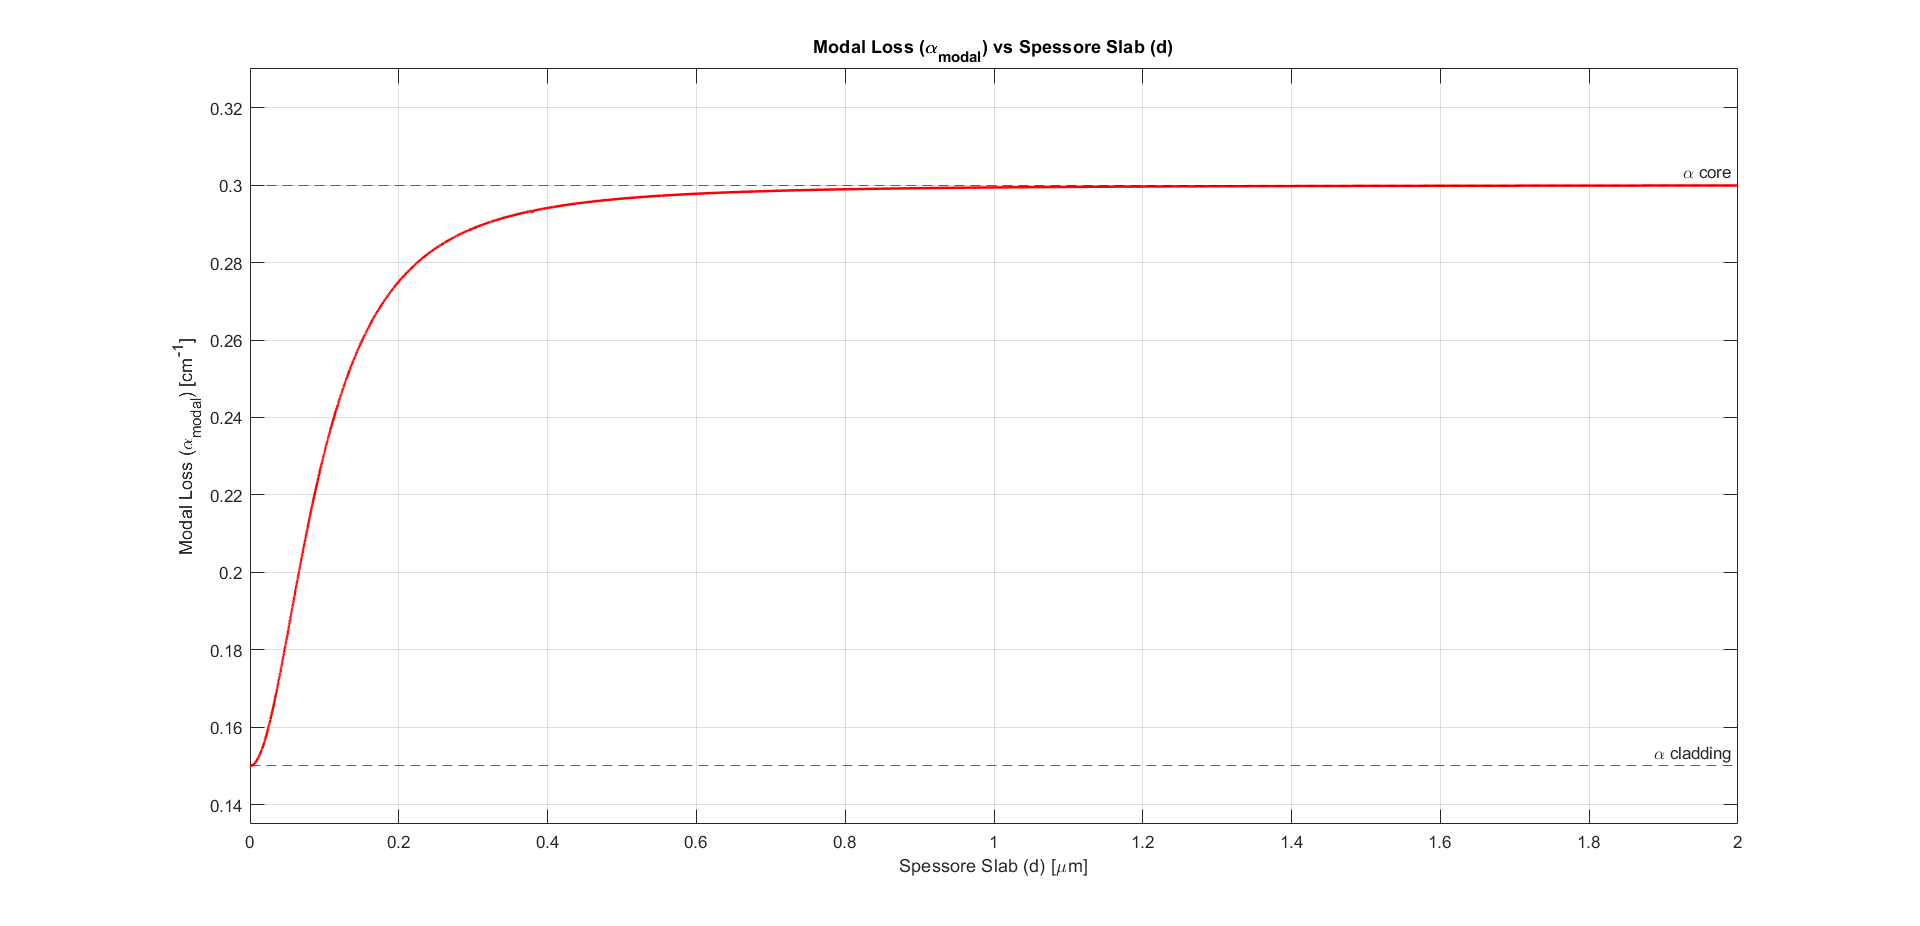 Modal Loss (α_modal) vs Spessore Slab (d)
0.32
0.3
0.28
0.26
0.24
0.22
0.2
0.18
0.16
0.14
Modal Loss (α_modal) [cm^-1]
α core
α cladding
0 0.2 0.4 0.6 0.8 1 1.2 1.4 1.6 1.8 2
Spessore Slab (d) [μm]